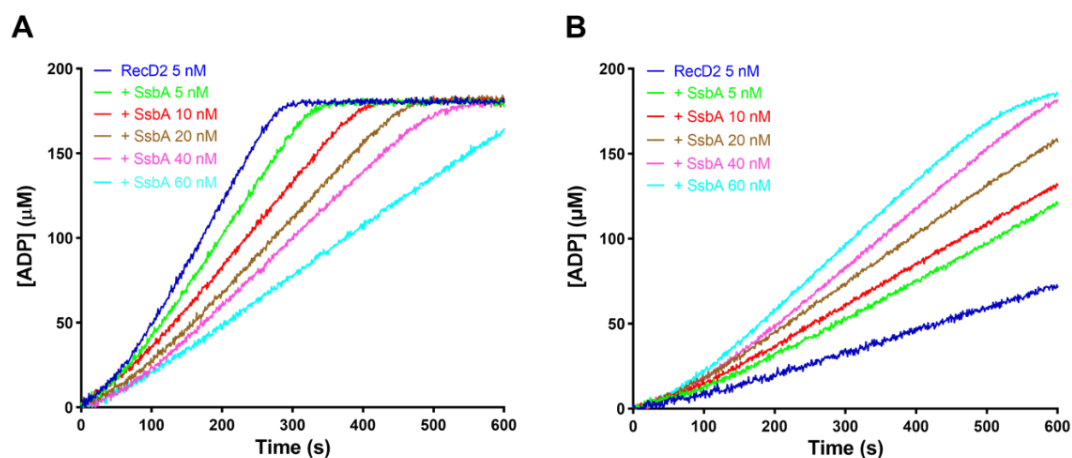 A
200
150
100
50
0
[ADP] (µM)
RecD2 5 nM
+ SsbA 5 nM
+ SsbA 10 nM
+ SsbA 20 nM
+ SsbA 40 nM
+ SsbA 60 nM
0 100 200 300 400 500 600
Time (s)
B
200
150
100
50
0
[ADP] (µM)
RecD2 5 nM
+ SsbA 5 nM
+ SsbA 10 nM
+ SsbA 20 nM
+ SsbA 40 nM
+ SsbA 60 nM
0 100 200 300 400 500 600
Time (s)